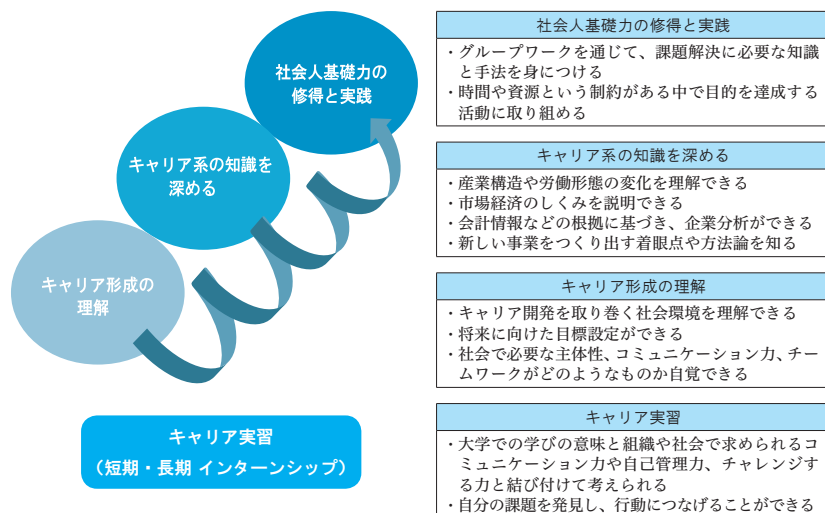 社会人基礎力の
修得と実践
キャリア系の知識を
深める
キャリア形成の
理解
キャリア実習
（短期・長期 インターンシップ）
社会人基礎力の修得と実践
・グループワークを通じて、課題解決に必要な知識
と手法を身につける
・時間や資源という制約がある中で目的を達成する
活動に取り組める
キャリア系の知識を深める
・産業構造や労働形態の変化を理解できる
・市場経済のしくみを説明できる
・会計情報などの根拠に基づき、企業分析ができる
・新しい事業をつくり出す着眼点や方法論を知る
キャリア形成の理解
・キャリア開発を取り巻く社会環境を理解できる
・将来に向けた目標設定ができる
・社会で必要な主体性、コミュニケーション力、チー
ムワークがどのようなものか自覚できる
キャリア実習
・大学での学びの意味と組織や社会で求められるコ
ミュニケーション力や自己管理力、チャレンジす
る力と結び付けて考えられる
・自分の課題を発見し、行動につなげることができる